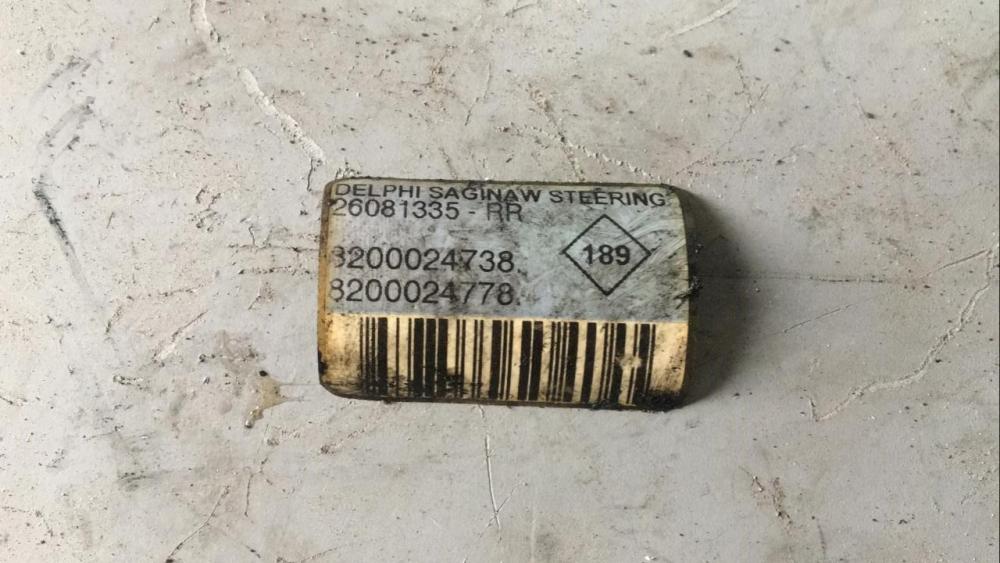 DELPHI SAGINAW STEERING
26081335 - RR
189
8200024738
8200024778